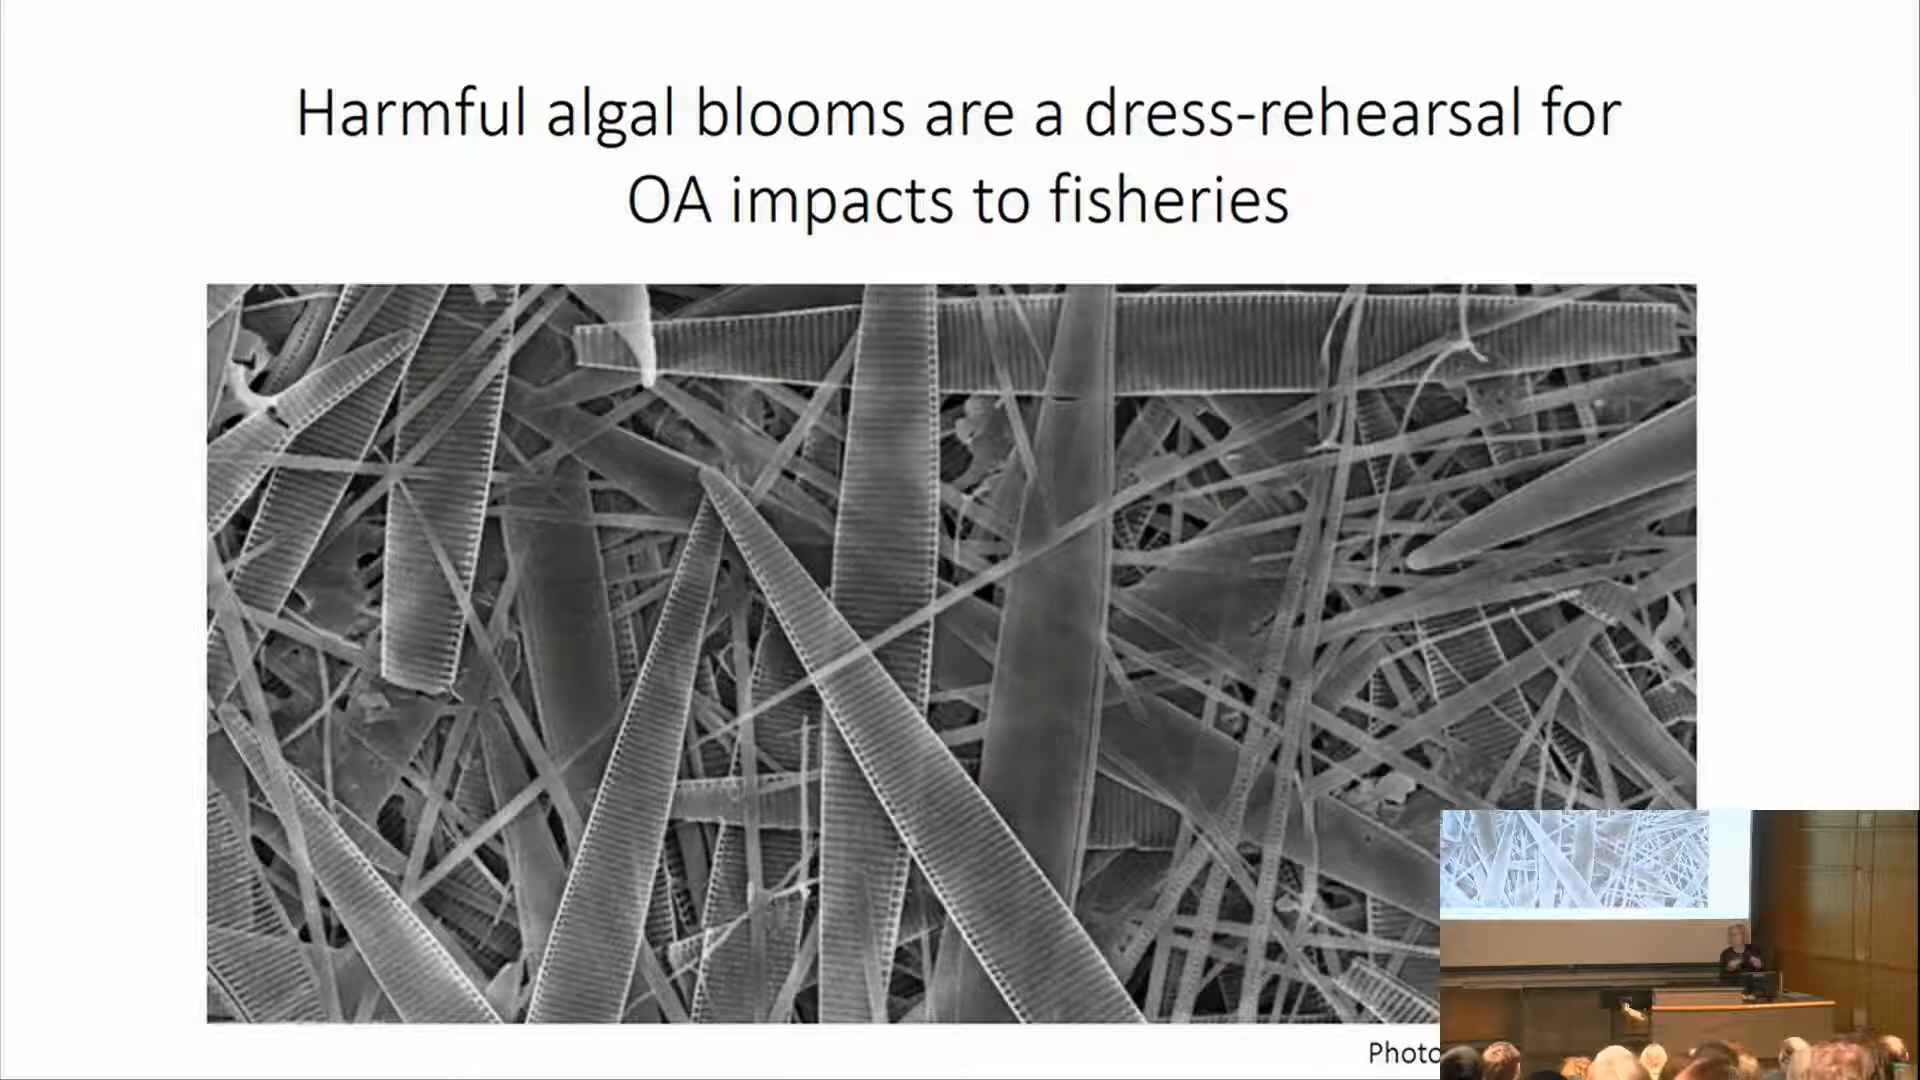 Harmful algal blooms are a dress-rehearsal for
OA impacts to fisheries
Photo